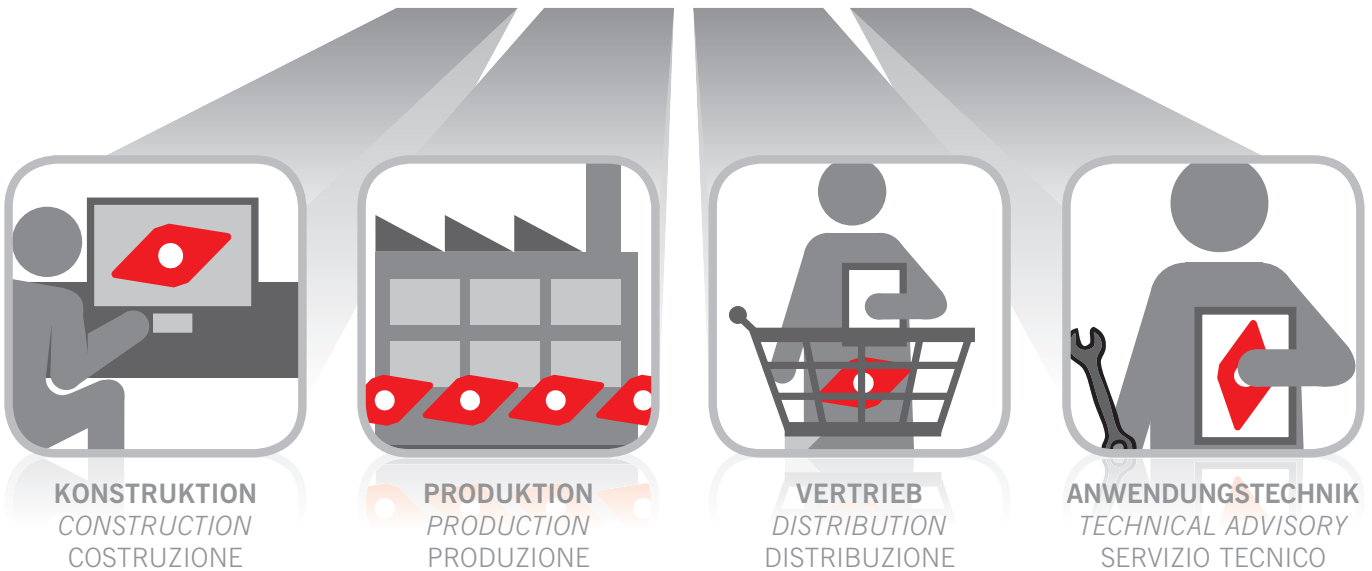 KONSTRUKTION
CONSTRUCTION
COSTRUZIONE
PRODUKTION
PRODUCTION
PRODUZIONE
VERTRIEB
DISTRIBUTION
DISTRIBUZIONE
ANWENDUNGSTECHNIK
TECHNICAL ADVISORY
SERVIZIO TECNICO